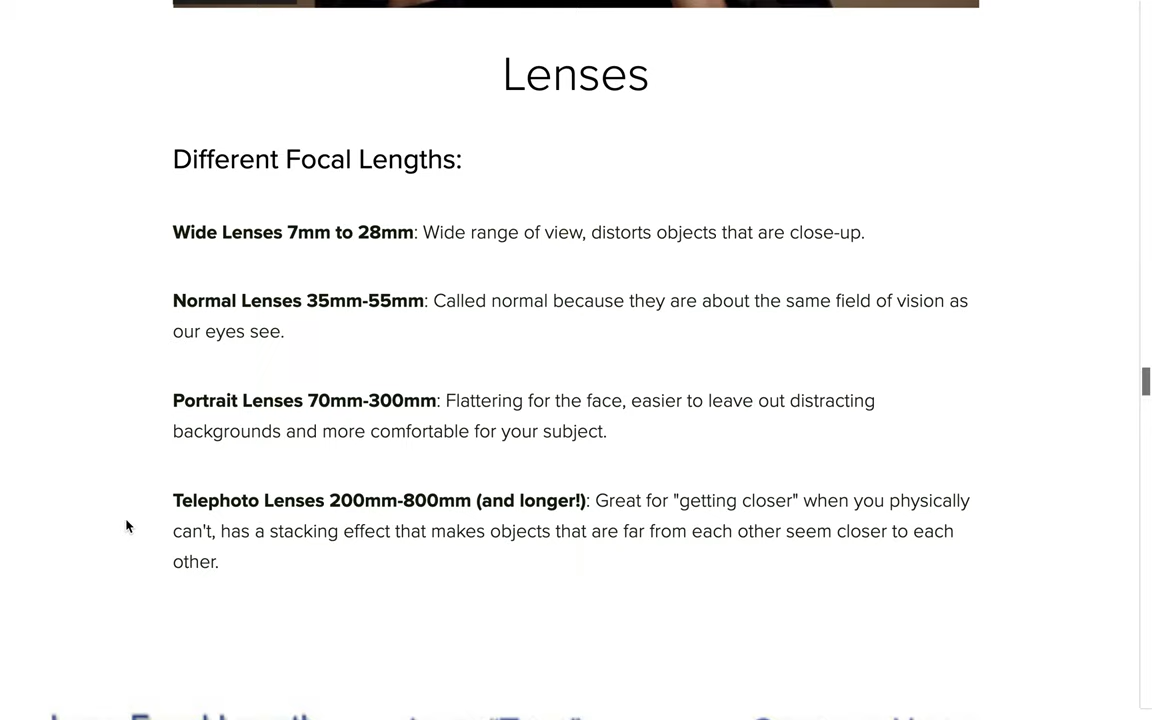 Lenses
Different Focal Lengths:
Wide Lenses 7mm to 28mm: Wide range of view, distorts objects that are close-up.
Normal Lenses 35mm-55mm: Called normal because they are about the same field of vision as
our eyes see.
Portrait Lenses 70mm-300mm: Flattering for the face, easier to leave out distracting
backgrounds and more comfortable for your subject.
Telephoto Lenses 200mm-800mm (and longer!): Great for "getting closer" when you physically
can't, has a stacking effect that makes objects that are far from each other seem closer to each
other.